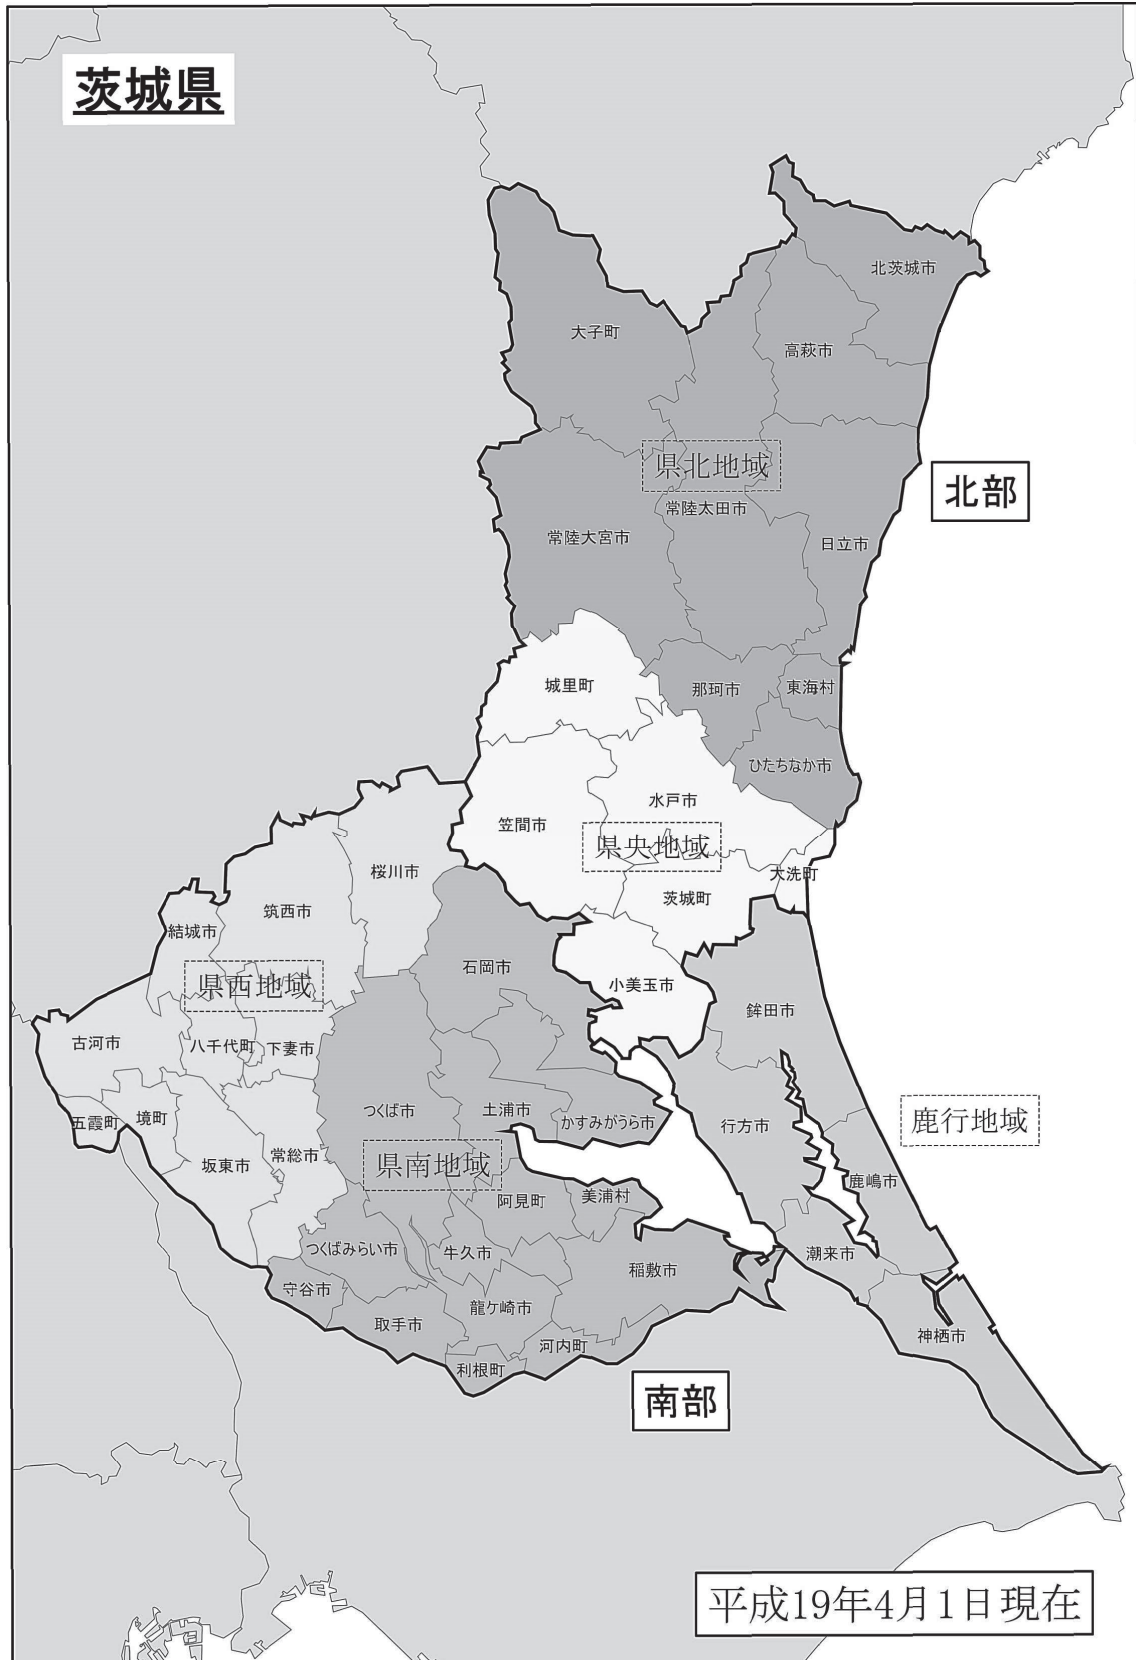 茨城県
北茨城市
大子町
高萩市
県北地域
北部
常陸太田市
常陸大宮市
日立市
城里町
那珂市
東海村
ひたちなか市
水戸市
笠間市
県央地域
桜川市
大洗町
茨城町
筑西市
結城市
石岡市
県西地域
小美玉市
鉾田市
古河市
八千代町
下妻市
つくば市
土浦市
かすみがうら市
行方市
鹿行地域
五霞町
境町
坂東市
常総市
県南地域
阿見町
美浦村
鹿嶋市
つくばみらい市
牛久市
潮来市
稲敷市
守谷市
龍ケ崎市
取手市
神栖市
河内町
利根町
南部
平成19年4月1日現在